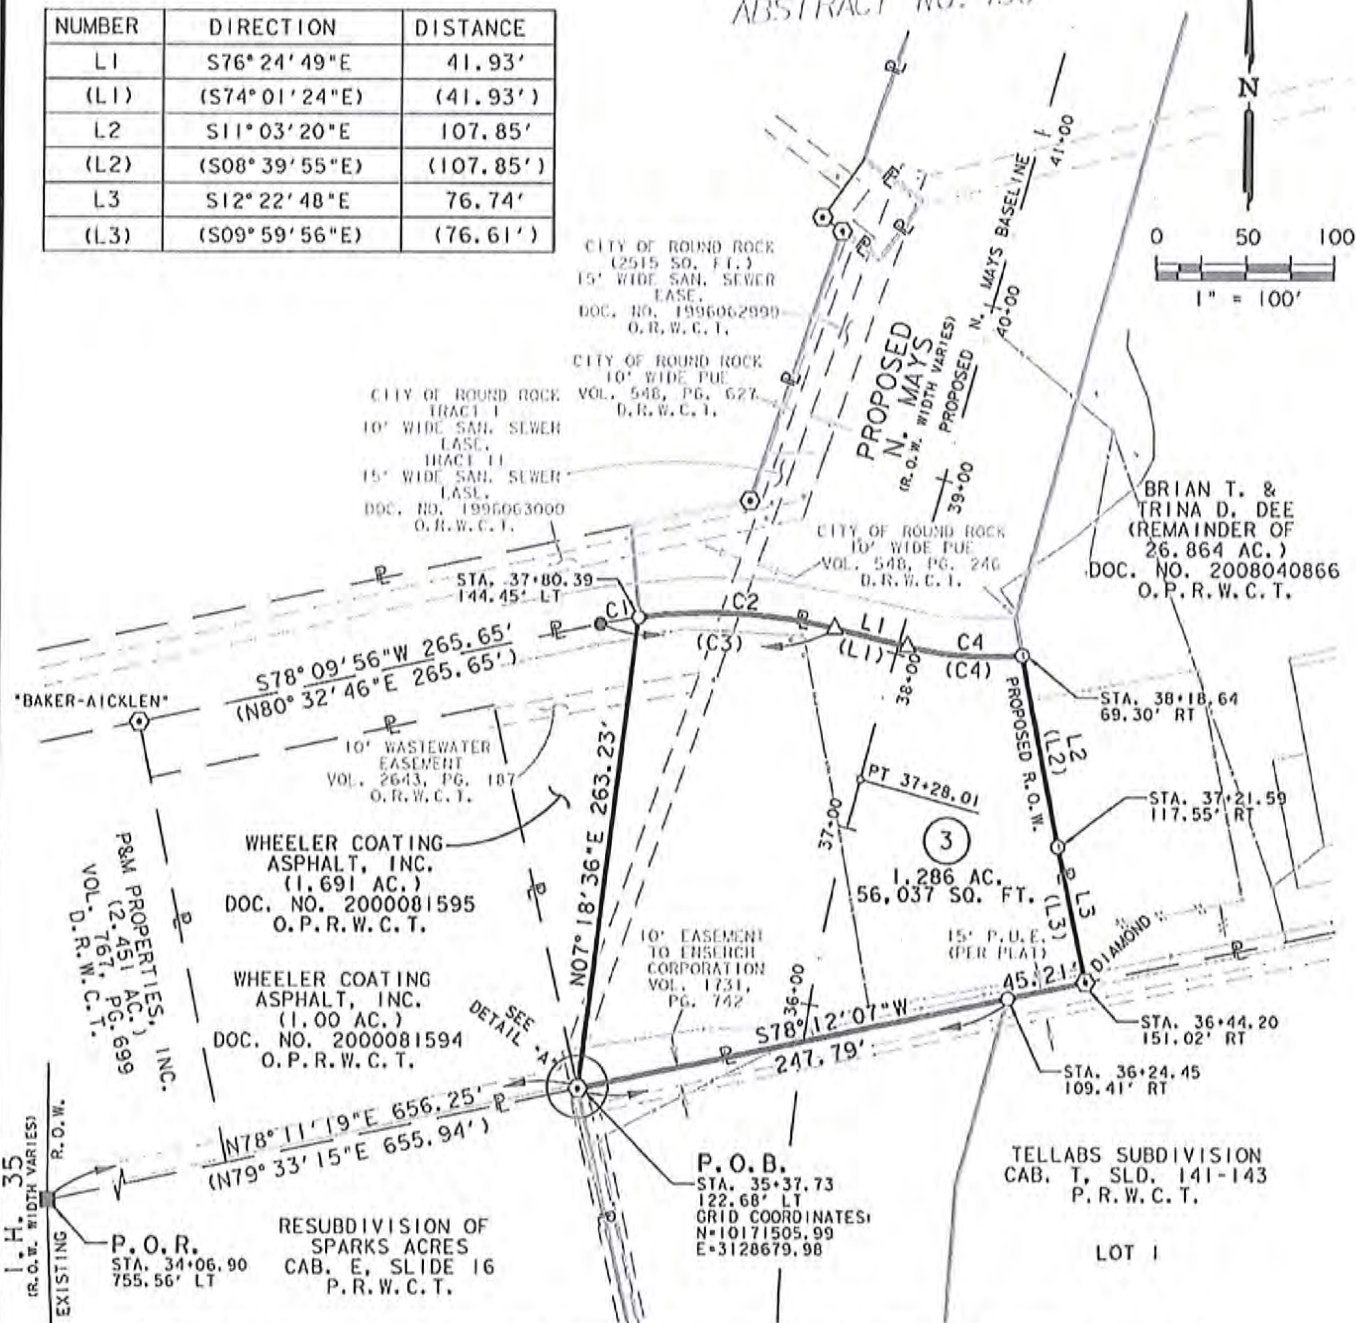 ABSTRACT NO.
NUMBER DIRECTION DISTANCE
L1 S76°24'49"E 41.93'
(L1) (S74°01'24"E) (41.93')
L2 S11°03'20"E 107.85'
(L2) (S08°39'55"E) (107.85')
L3 S12°22'48"E 76.74'
(L3) (S09°59'56"E) (76.61')
N
0 50 100
1" = 100'
CITY OF ROUND ROCK
(2515 SQ. FT.)
15' WIDE SAN. SEWER
EASE.
DOC. NO. 1996062999
O.R.W.C.T.
CITY OF ROUND ROCK
10' WIDE PUE
VOL. 548, PG. 627
D.R.W.C.T.
CITY OF ROUND ROCK
TRACT I
10' WIDE SAN. SEWER
EASE.
TRACT II
15' WIDE SAN. SEWER
EASE.
DOC. NO. 1996063000
O.R.W.C.T.
PROPOSED
N. MAYS
(R.O.W. WIDTH VARIES)
PROPOSED N. MAYS BASELINE
41+00
40+00
39+00
CITY OF ROUND ROCK
10' WIDE PUE
VOL. 548, PG. 246
D.R.W.C.T.
BRIAN T. &
TRINA D. DEE
(REMAINDER OF
26.864 AC.)
DOC. NO. 2008040866
O.P.R.W.C.T.
STA. 37+80.39
144.45' LT
C1
C2
(C3)
L1
(L1)
C4
(C4)
38+00
S78°09'56"W 265.65'
(N80°32'46"E 265.65')
"BAKER-AICKLEN"
STA. 38+18.64
69.30' RT
PROPOSED R.O.W.
L2
(L2)
10' WASTEWATER
EASEMENT
VOL. 2643, PG. 187
O.R.W.C.T.
N07°18'36"E 263.23'
PT 37+28.01
37+00
STA. 37+21.59
117.55' RT
3
1.286 AC.
56,037 SQ. FT.
L3
(L3)
WHEELER COATING
ASPHALT, INC.
(1.691 AC.)
DOC. NO. 2000081595
O.P.R.W.C.T.
P&M PROPERTIES, INC.
(2.451 AC.)
VOL. 767, PG. 699
D.R.W.C.T.
10' EASEMENT
TO ENSERCH
CORPORATION
VOL. 1731,
PG. 742
15' P.U.E.
(PER PLAT)
DIAMOND
WHEELER COATING
ASPHALT, INC.
(1.00 AC.)
DOC. NO. 2000081594
O.P.R.W.C.T.
SEE
DETAIL "A"
36+00
S78°12'07"W
247.79'
45.21'
STA. 36+44.20
151.02' RT
STA. 36+24.45
109.41' RT
N78°11'19"E 656.25'
(N79°33'15"E 655.94')
I.H. 35
(R.O.W. WIDTH VARIES)
EXISTING R.O.W.
P.O.R.
STA. 34+06.90
755.56' LT
RESUBDIVISION OF
SPARKS ACRES
CAB. E, SLIDE 16
P.R.W.C.T.
P.O.B.
STA. 35+37.73
122.68' LT
GRID COORDINATES:
N=10171505.99
E=3128679.98
TELLABS SUBDIVISION
CAB. T, SLD. 141-143
P.R.W.C.T.
LOT 1